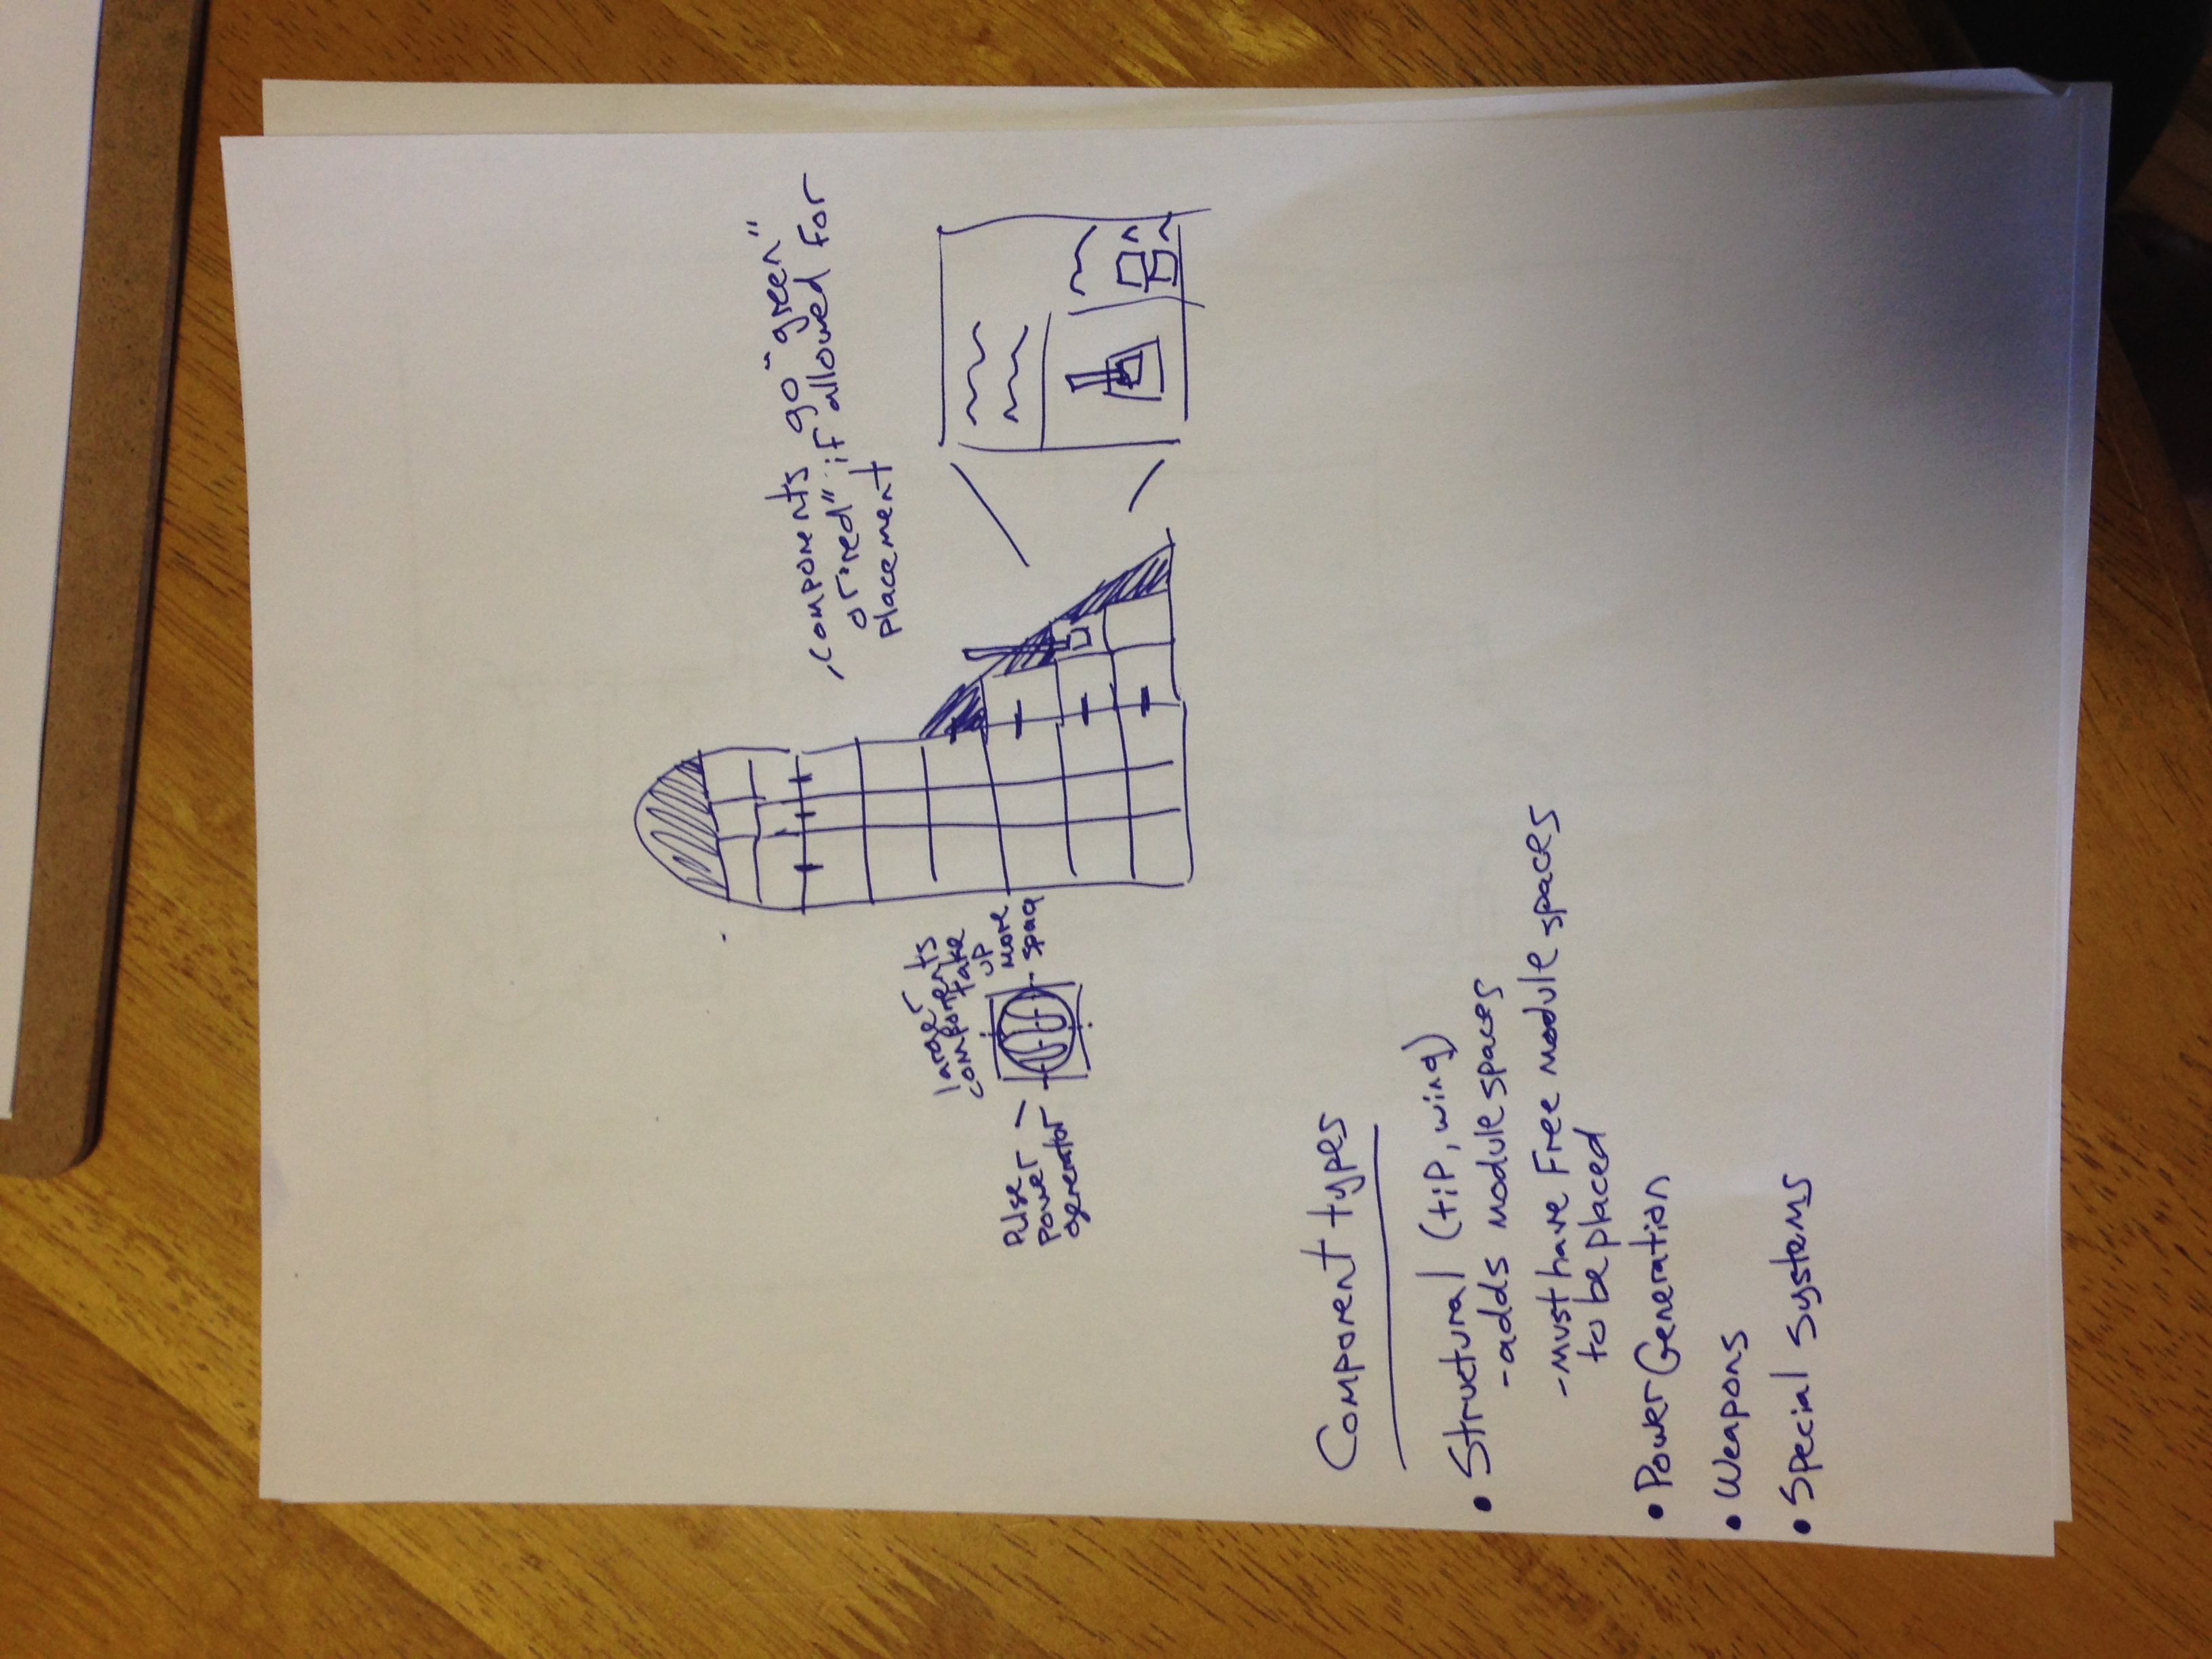 components go "green"
or "red" if allowed for
placement
larger
components
take
up
more
spac
Pulse
Power
generator
Component types
• Structural (tip, wing)
-adds module spaces
-must have Free module spaces
to be placed
• Power Generation
• Weapons
• Special Systems